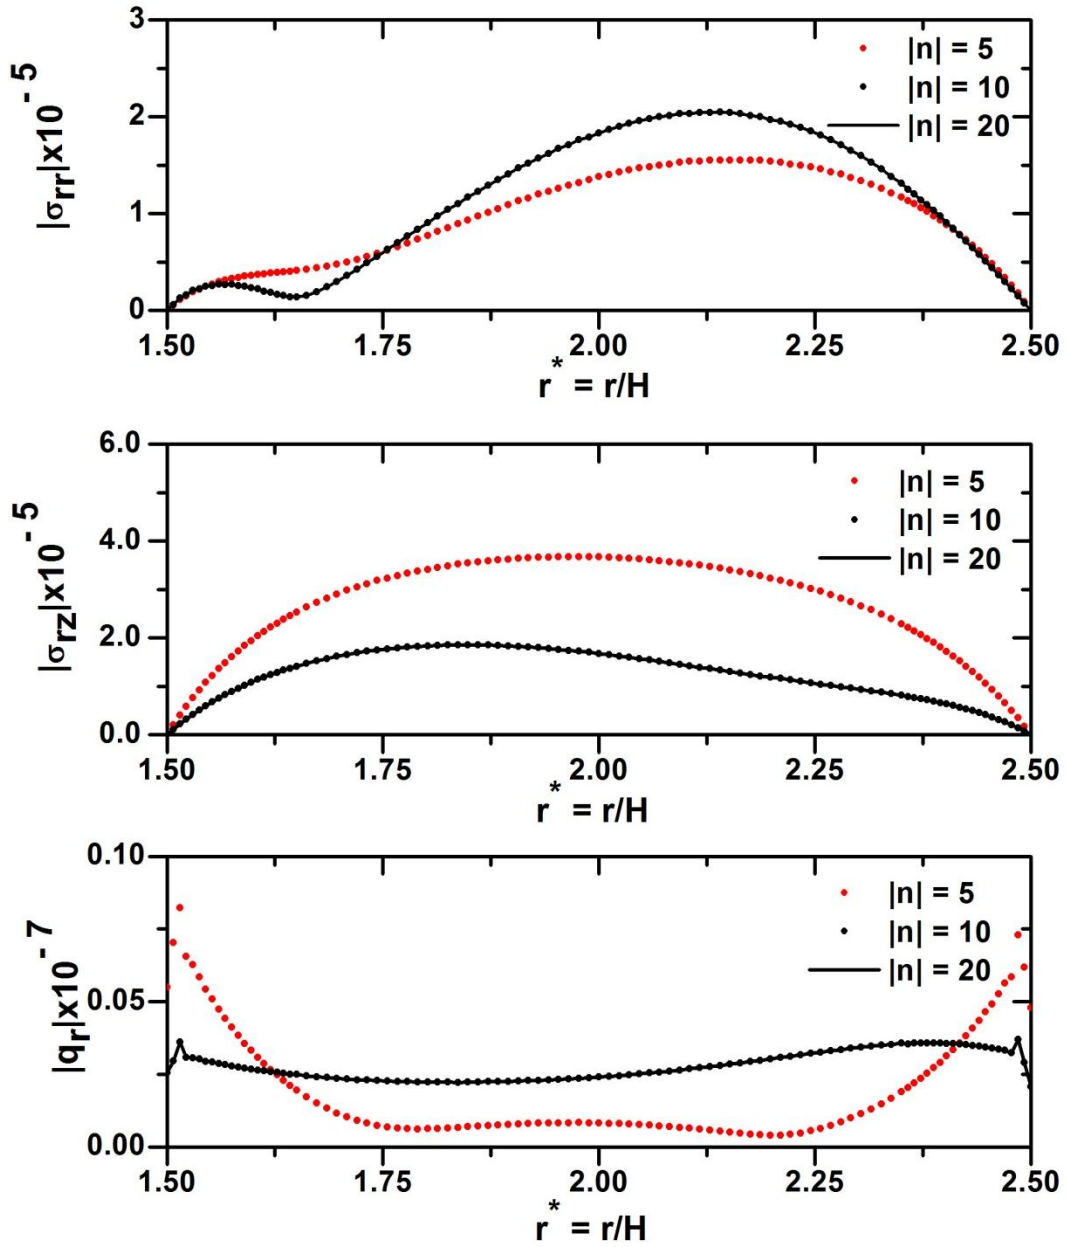 3
2
1
0
|σrr|x10^- 5
|n| = 5
|n| = 10
|n| = 20
1.50 1.75 2.00 2.25 2.50
r* = r/H
6.0
4.0
2.0
0.0
|σrz|x10^- 5
|n| = 5
|n| = 10
|n| = 20
1.50 1.75 2.00 2.25 2.50
r* = r/H
0.10
0.05
0.00
|qr|x10^- 7
|n| = 5
|n| = 10
|n| = 20
1.50 1.75 2.00 2.25 2.50
r* = r/H